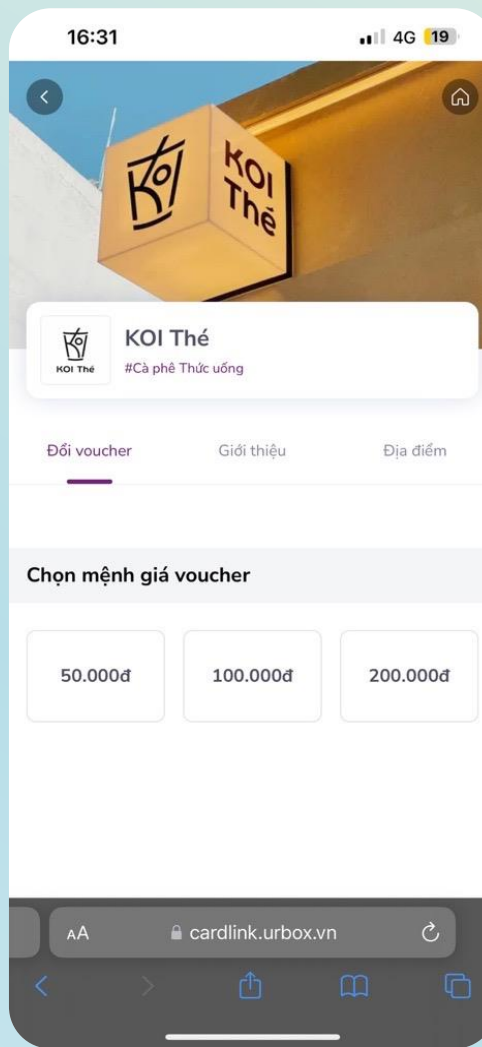 16:31
4G 19
KOI
KOI
Thé
KOI Thé
KOI Thé
#Cà phê Thức uống
Đổi voucher Giới thiệu Địa điểm
Chọn mệnh giá voucher
50.000đ 100.000đ 200.000đ
AA cardlink.urbox.vn